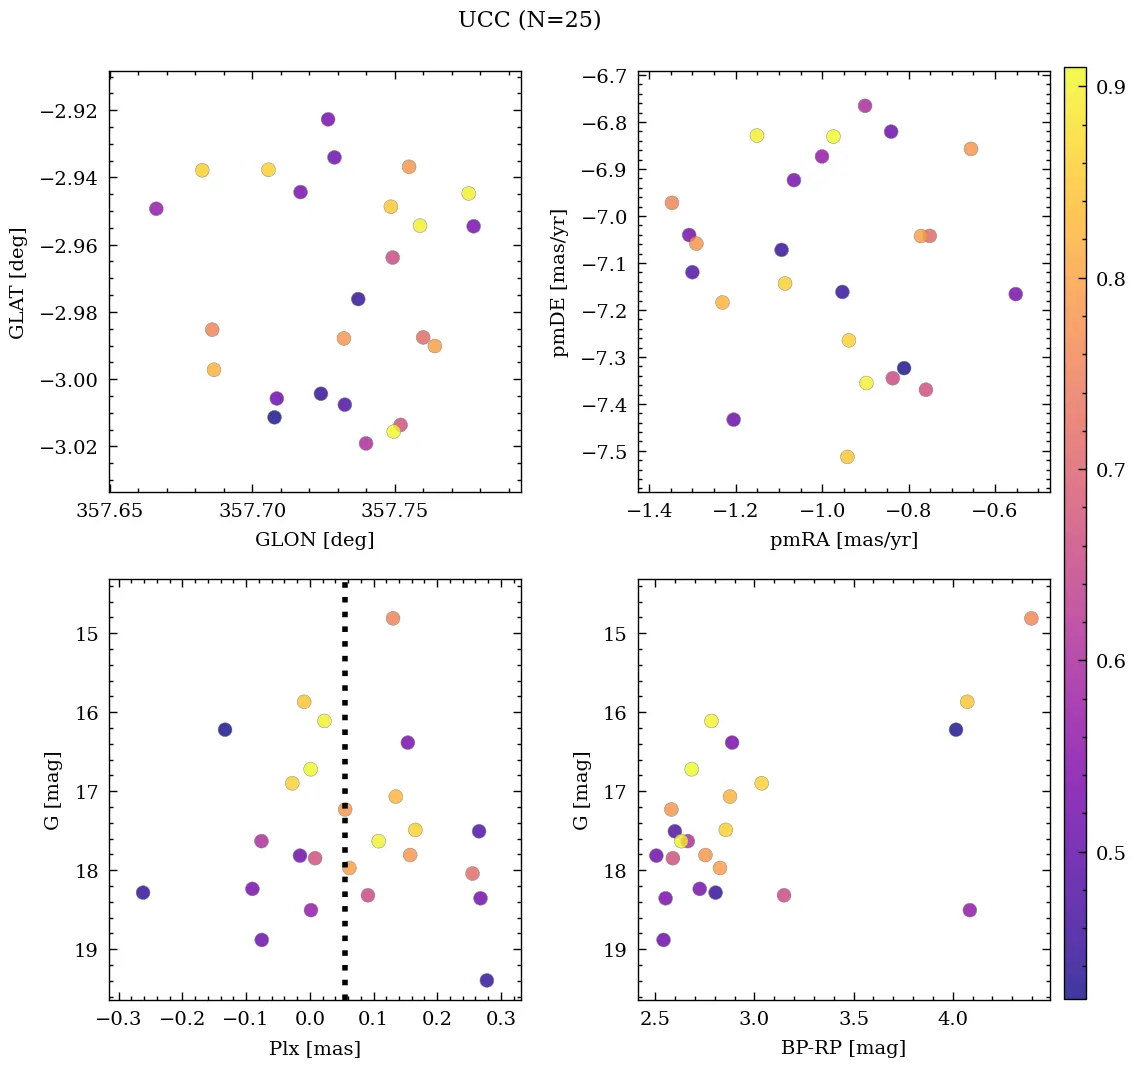 UCC (N=25)
−2.92
−2.94
−2.96
−2.98
−3.00
−3.02
GLAT [deg]
357.65 357.70 357.75
GLON [deg]
−6.7
−6.8
−6.9
−7.0
−7.1
−7.2
−7.3
−7.4
−7.5
pmDE [mas/yr]
−1.4 −1.2 −1.0 −0.8 −0.6
pmRA [mas/yr]
0.9
0.8
0.7
0.6
0.5
15
16
17
18
19
G [mag]
−0.3 −0.2 −0.1 0.0 0.1 0.2 0.3
Plx [mas]
15
16
17
18
19
G [mag]
2.5 3.0 3.5 4.0
BP-RP [mag]